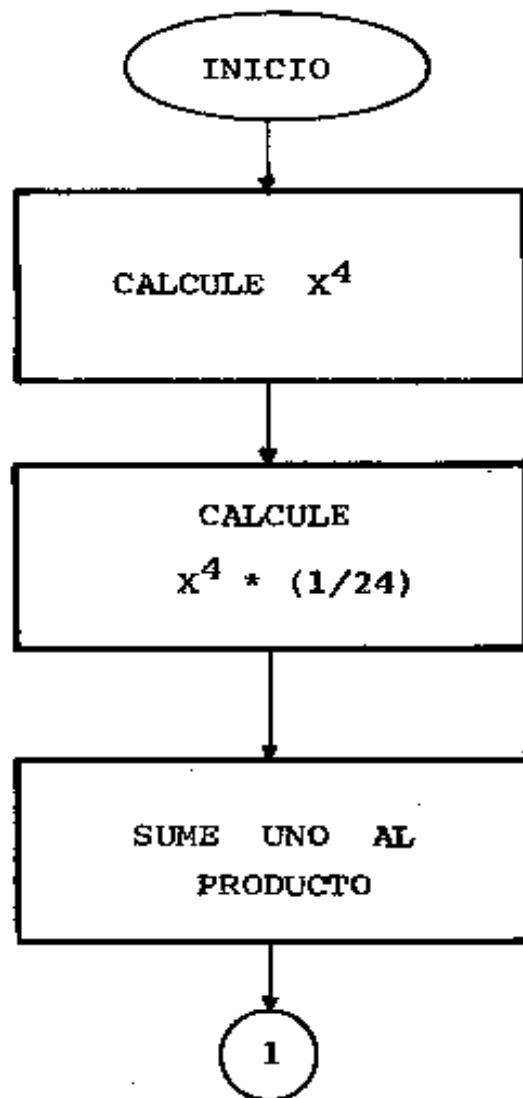 INICIO
CALCULE X⁴
CALCULE
X⁴ * (1/24)
SUME UNO AL
PRODUCTO
1